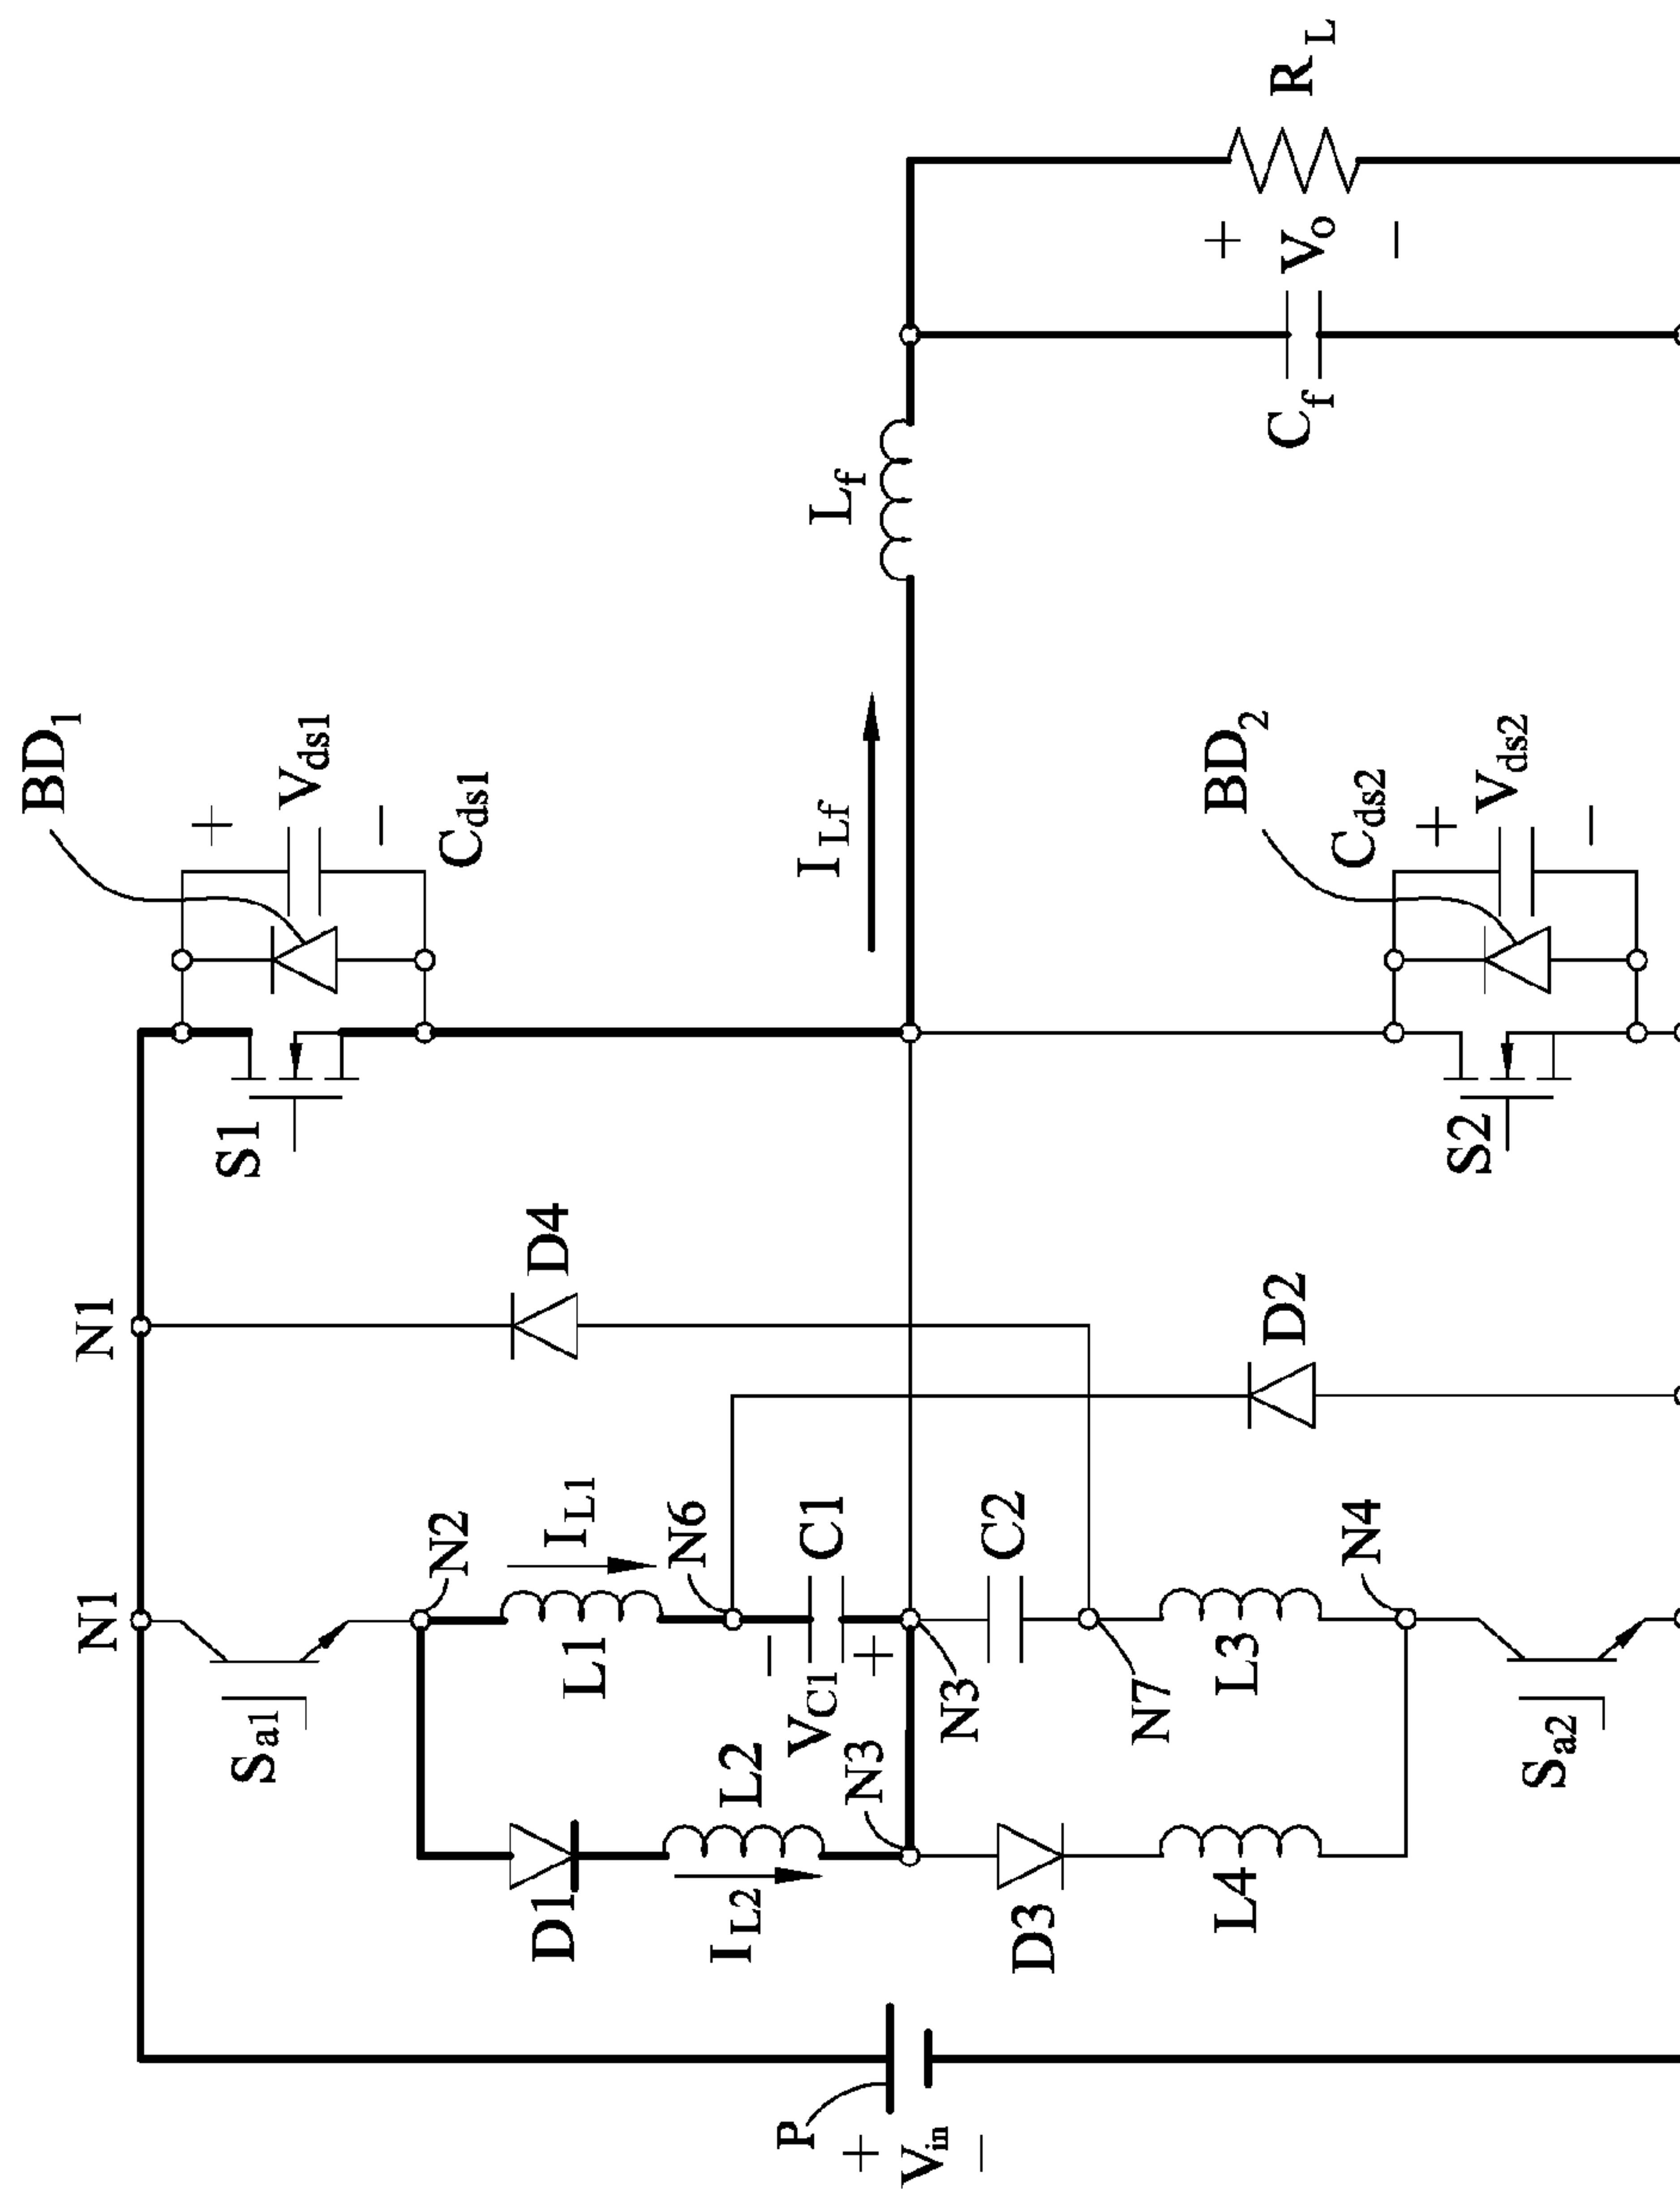 BD1
+
Vds1
−
Cds1
S1
N1
N1
D4
Sa1
N2
IL1
L1
N6
−
C1
VC1
+
D1
L2
IL2
N3
N3
C2
N7
D3
L3
L4
N4
Sa2
D2
P
+
Vin
−
ILf
Lf
BD2
Cds2
+
Vds2
−
S2
Cf
+
Vo
−
RL